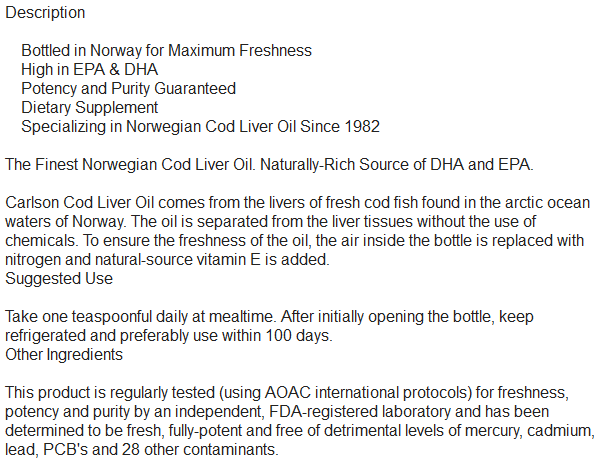 Description
Bottled in Norway for Maximum Freshness
High in EPA & DHA
Potency and Purity Guaranteed
Dietary Supplement
Specializing in Norwegian Cod Liver Oil Since 1982
The Finest Norwegian Cod Liver Oil. Naturally-Rich Source of DHA and EPA.
Carlson Cod Liver Oil comes from the livers of fresh cod fish found in the arctic ocean
waters of Norway. The oil is separated from the liver tissues without the use of
chemicals. To ensure the freshness of the oil, the air inside the bottle is replaced with
nitrogen and natural-source vitamin E is added.
Suggested Use
Take one teaspoonful daily at mealtime. After initially opening the bottle, keep
refrigerated and preferably use within 100 days.
Other Ingredients
This product is regularly tested (using AOAC international protocols) for freshness,
potency and purity by an independent, FDA-registered laboratory and has been
determined to be fresh, fully-potent and free of detrimental levels of mercury, cadmium,
lead, PCB's and 28 other contaminants.